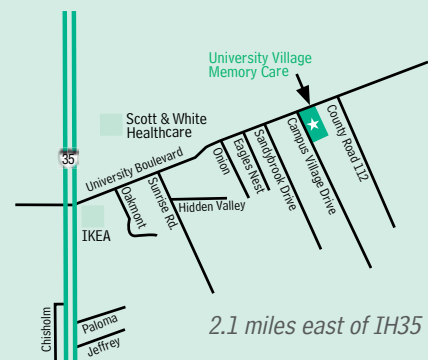 University Village
Memory Care
Scott & White
Healthcare
35
University Boulevard
Oakmont
Sunrise Rd.
Hidden Valley
Onion
Eagles Nest
Sandybrook Drive
Campus Village Drive
County Road 112
IKEA
Chisholm
Paloma
Jeffrey
2.1 miles east of IH35